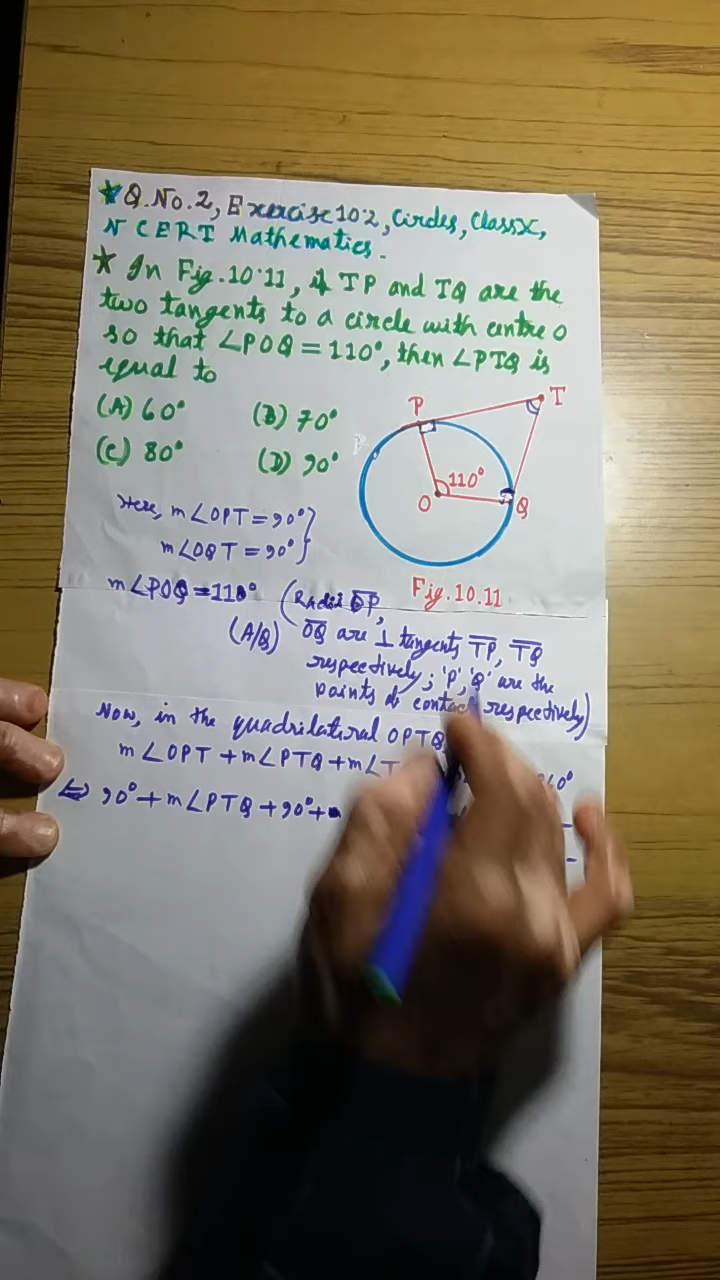 * Q. No. 2, Exercise 10.2, Circles, Class X,
NCERT Mathematics.
* In Fig. 10.11, if TP and TQ are the
two tangents to a circle with centre O
so that ∠POQ = 110°, then ∠PTQ is
equal to
(A) 60° (B) 70°
(C) 80° (D) 90°
P
T
O
110°
Q
Fig. 10.11
Here, m∠OPT = 90° }
m∠OQT = 90° }
m∠POQ = 110° (Radii OP,
(A/Q) OQ are ⊥ tangents TP, TQ
respectively; 'P', 'Q' are the
points of contact respectively)
Now, in the quadrilateral OPTQ
m∠OPT + m∠PTQ + m∠T 360°
⇒ 90° + m∠PTQ + 90° +